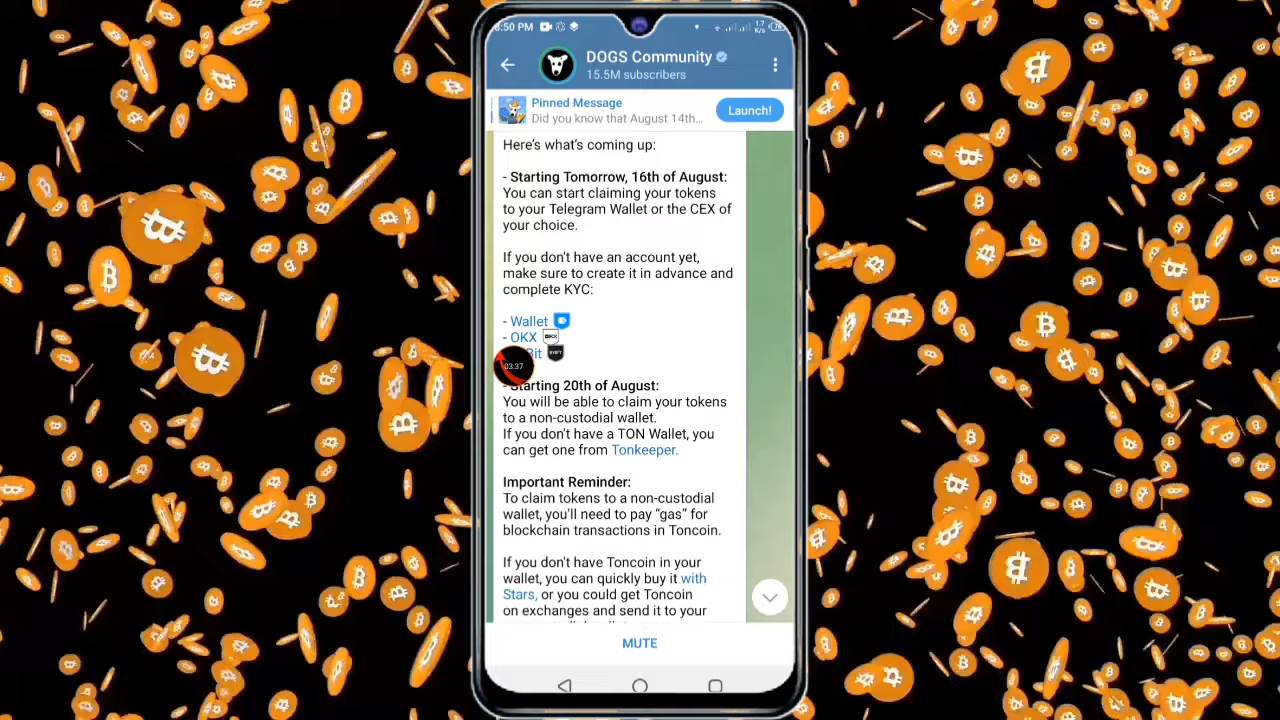 8:50 PM
1.7
K/s
DOGS Community
15.5M subscribers
Pinned Message
Did you know that August 14th...
Launch!
Here's what's coming up:
- Starting Tomorrow, 16th of August:
You can start claiming your tokens
to your Telegram Wallet or the CEX of
your choice.
If you don't have an account yet,
make sure to create it in advance and
complete KYC:
- Wallet
- OKX
it
03:37
- Starting 20th of August:
You will be able to claim your tokens
to a non-custodial wallet.
If you don't have a TON Wallet, you
can get one from Tonkeeper.
Important Reminder:
To claim tokens to a non-custodial
wallet, you'll need to pay “gas” for
blockchain transactions in Toncoin.
If you don't have Toncoin in your
wallet, you can quickly buy it with
Stars, or you could get Toncoin
on exchanges and send it to your
MUTE